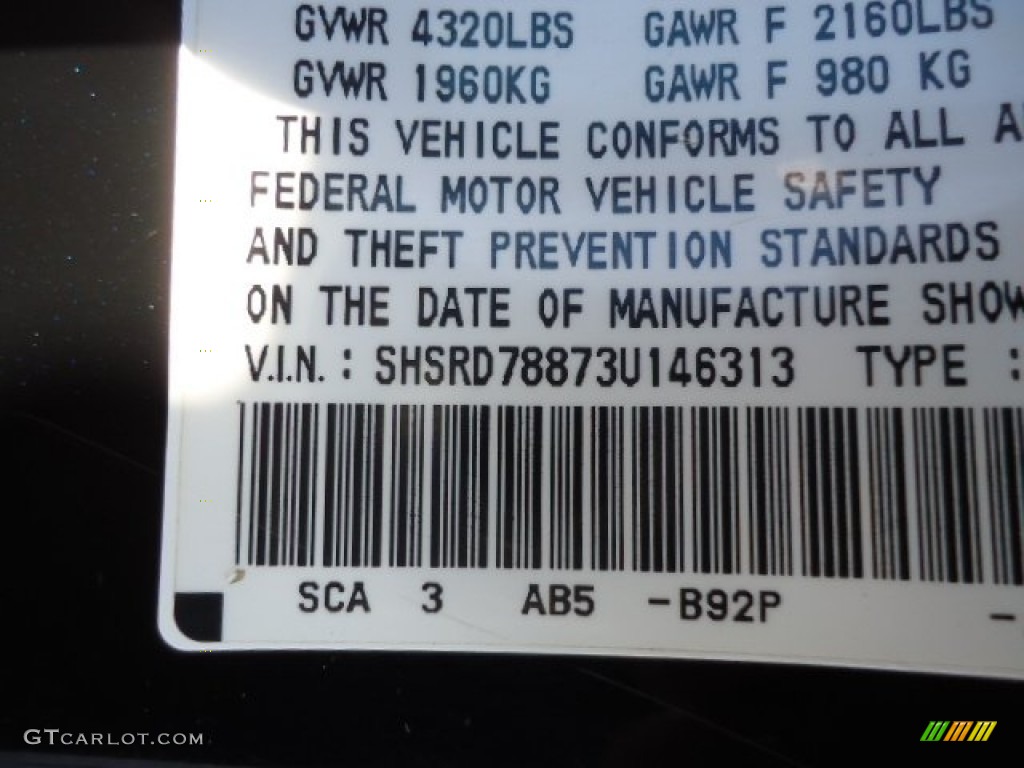 GVWR 4320LBS GAWR F 2160LBS
GVWR 1960KG GAWR F 980 KG
THIS VEHICLE CONFORMS TO ALL A
FEDERAL MOTOR VEHICLE SAFETY
AND THEFT PREVENTION STANDARDS
ON THE DATE OF MANUFACTURE SHOW
V.I.N. : SHSRD78873U146313 TYPE :
SCA 3 AB5 -B92P -
GTCARLOT.COM